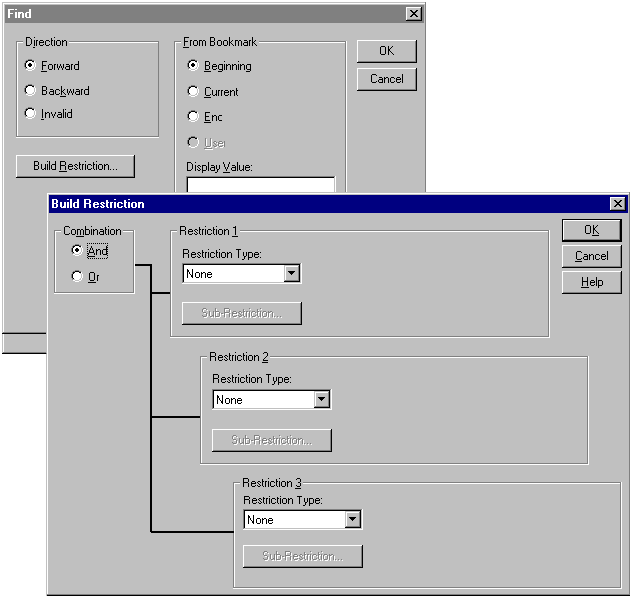 Find
Direction
Forward
Backward
Invalid
Build Restriction...
From Bookmark
Beginning
Current
Enc
User
Display Value:
OK
Cancel
Build Restriction
Combination
And
Or
Restriction 1
Restriction Type:
None
Sub-Restriction...
Restriction 2
Restriction Type:
None
Sub-Restriction...
Restriction 3
Restriction Type:
None
Sub-Restriction...
OK
Cancel
Help